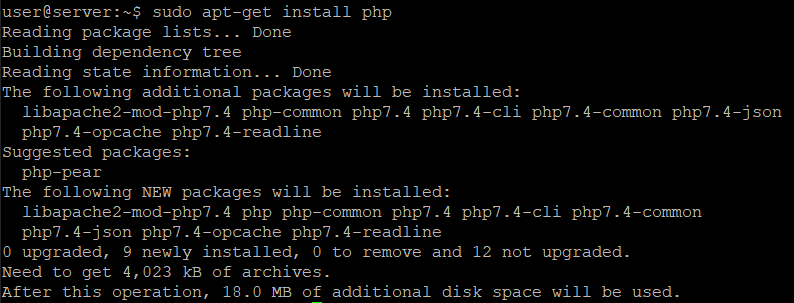 user@server:~$ sudo apt-get install php
Reading package lists... Done
Building dependency tree
Reading state information... Done
The following additional packages will be installed:
  libapache2-mod-php7.4 php-common php7.4 php7.4-cli php7.4-common php7.4-json
  php7.4-opcache php7.4-readline
Suggested packages:
  php-pear
The following NEW packages will be installed:
  libapache2-mod-php7.4 php php-common php7.4 php7.4-cli php7.4-common
  php7.4-json php7.4-opcache php7.4-readline
0 upgraded, 9 newly installed, 0 to remove and 12 not upgraded.
Need to get 4,023 kB of archives.
After this operation, 18.0 MB of additional disk space will be used.